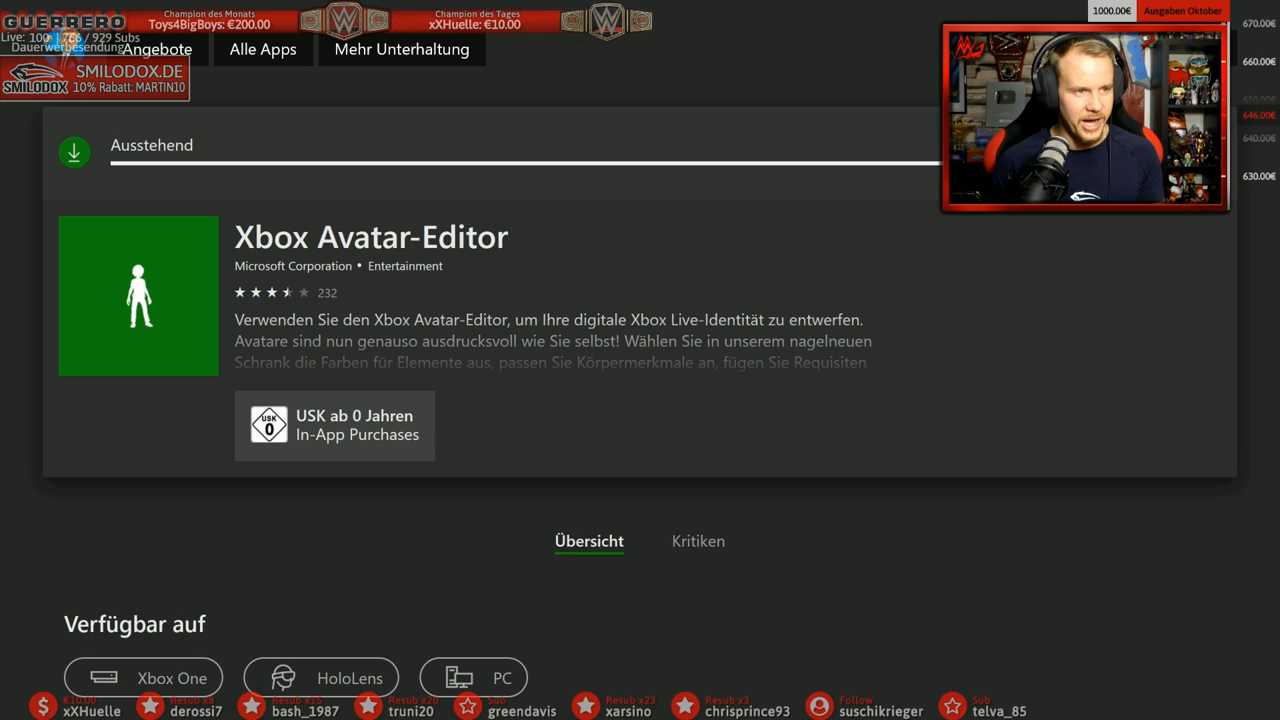 GUERRERO
Live: 100 | 756 / 929 Subs
Dauerwerbesendung
Champion des Monats
Toys4BigBoys: €200.00
Champion des Tages
xXHuelle: €10.00
1000.00€
Ausgaben Oktober
670.00€
660.00€
650.00€
646.00€
640.00€
630.00€
Angebote
Alle Apps
Mehr Unterhaltung
SMILODOX
SMILODOX.DE
10% Rabatt: MARTIN10
Ausstehend
Xbox Avatar-Editor
Microsoft Corporation • Entertainment
232
Verwenden Sie den Xbox Avatar-Editor, um Ihre digitale Xbox Live-Identität zu entwerfen.
Avatare sind nun genauso ausdrucksvoll wie Sie selbst! Wählen Sie in unserem nagelneuen
Schrank die Farben für Elemente aus, passen Sie Körpermerkmale an, fügen Sie Requisiten
USK
0
USK ab 0 Jahren
In-App Purchases
Übersicht
Kritiken
Verfügbar auf
Xbox One
HoloLens
PC
€10.00
xXHuelle
Resub x8
derossi7
Resub x15
bash_1987
Resub x20
truni20
Sub
greendavis
Resub x23
xarsino
Resub x3
chrisprince93
Follow
suschikrieger
Sub
telva_85